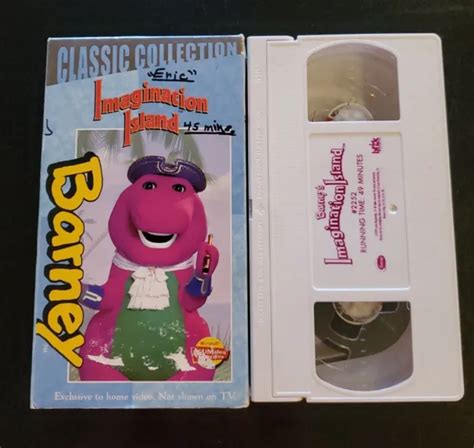 CLASSIC COLLECTION
"Eric"
Imagination
Island
45 mins
Barney
Exclusive to home video. Not shown on TV.
Barney's
Imagination Island
#2252
RUNNING TIME: 49 MINUTES